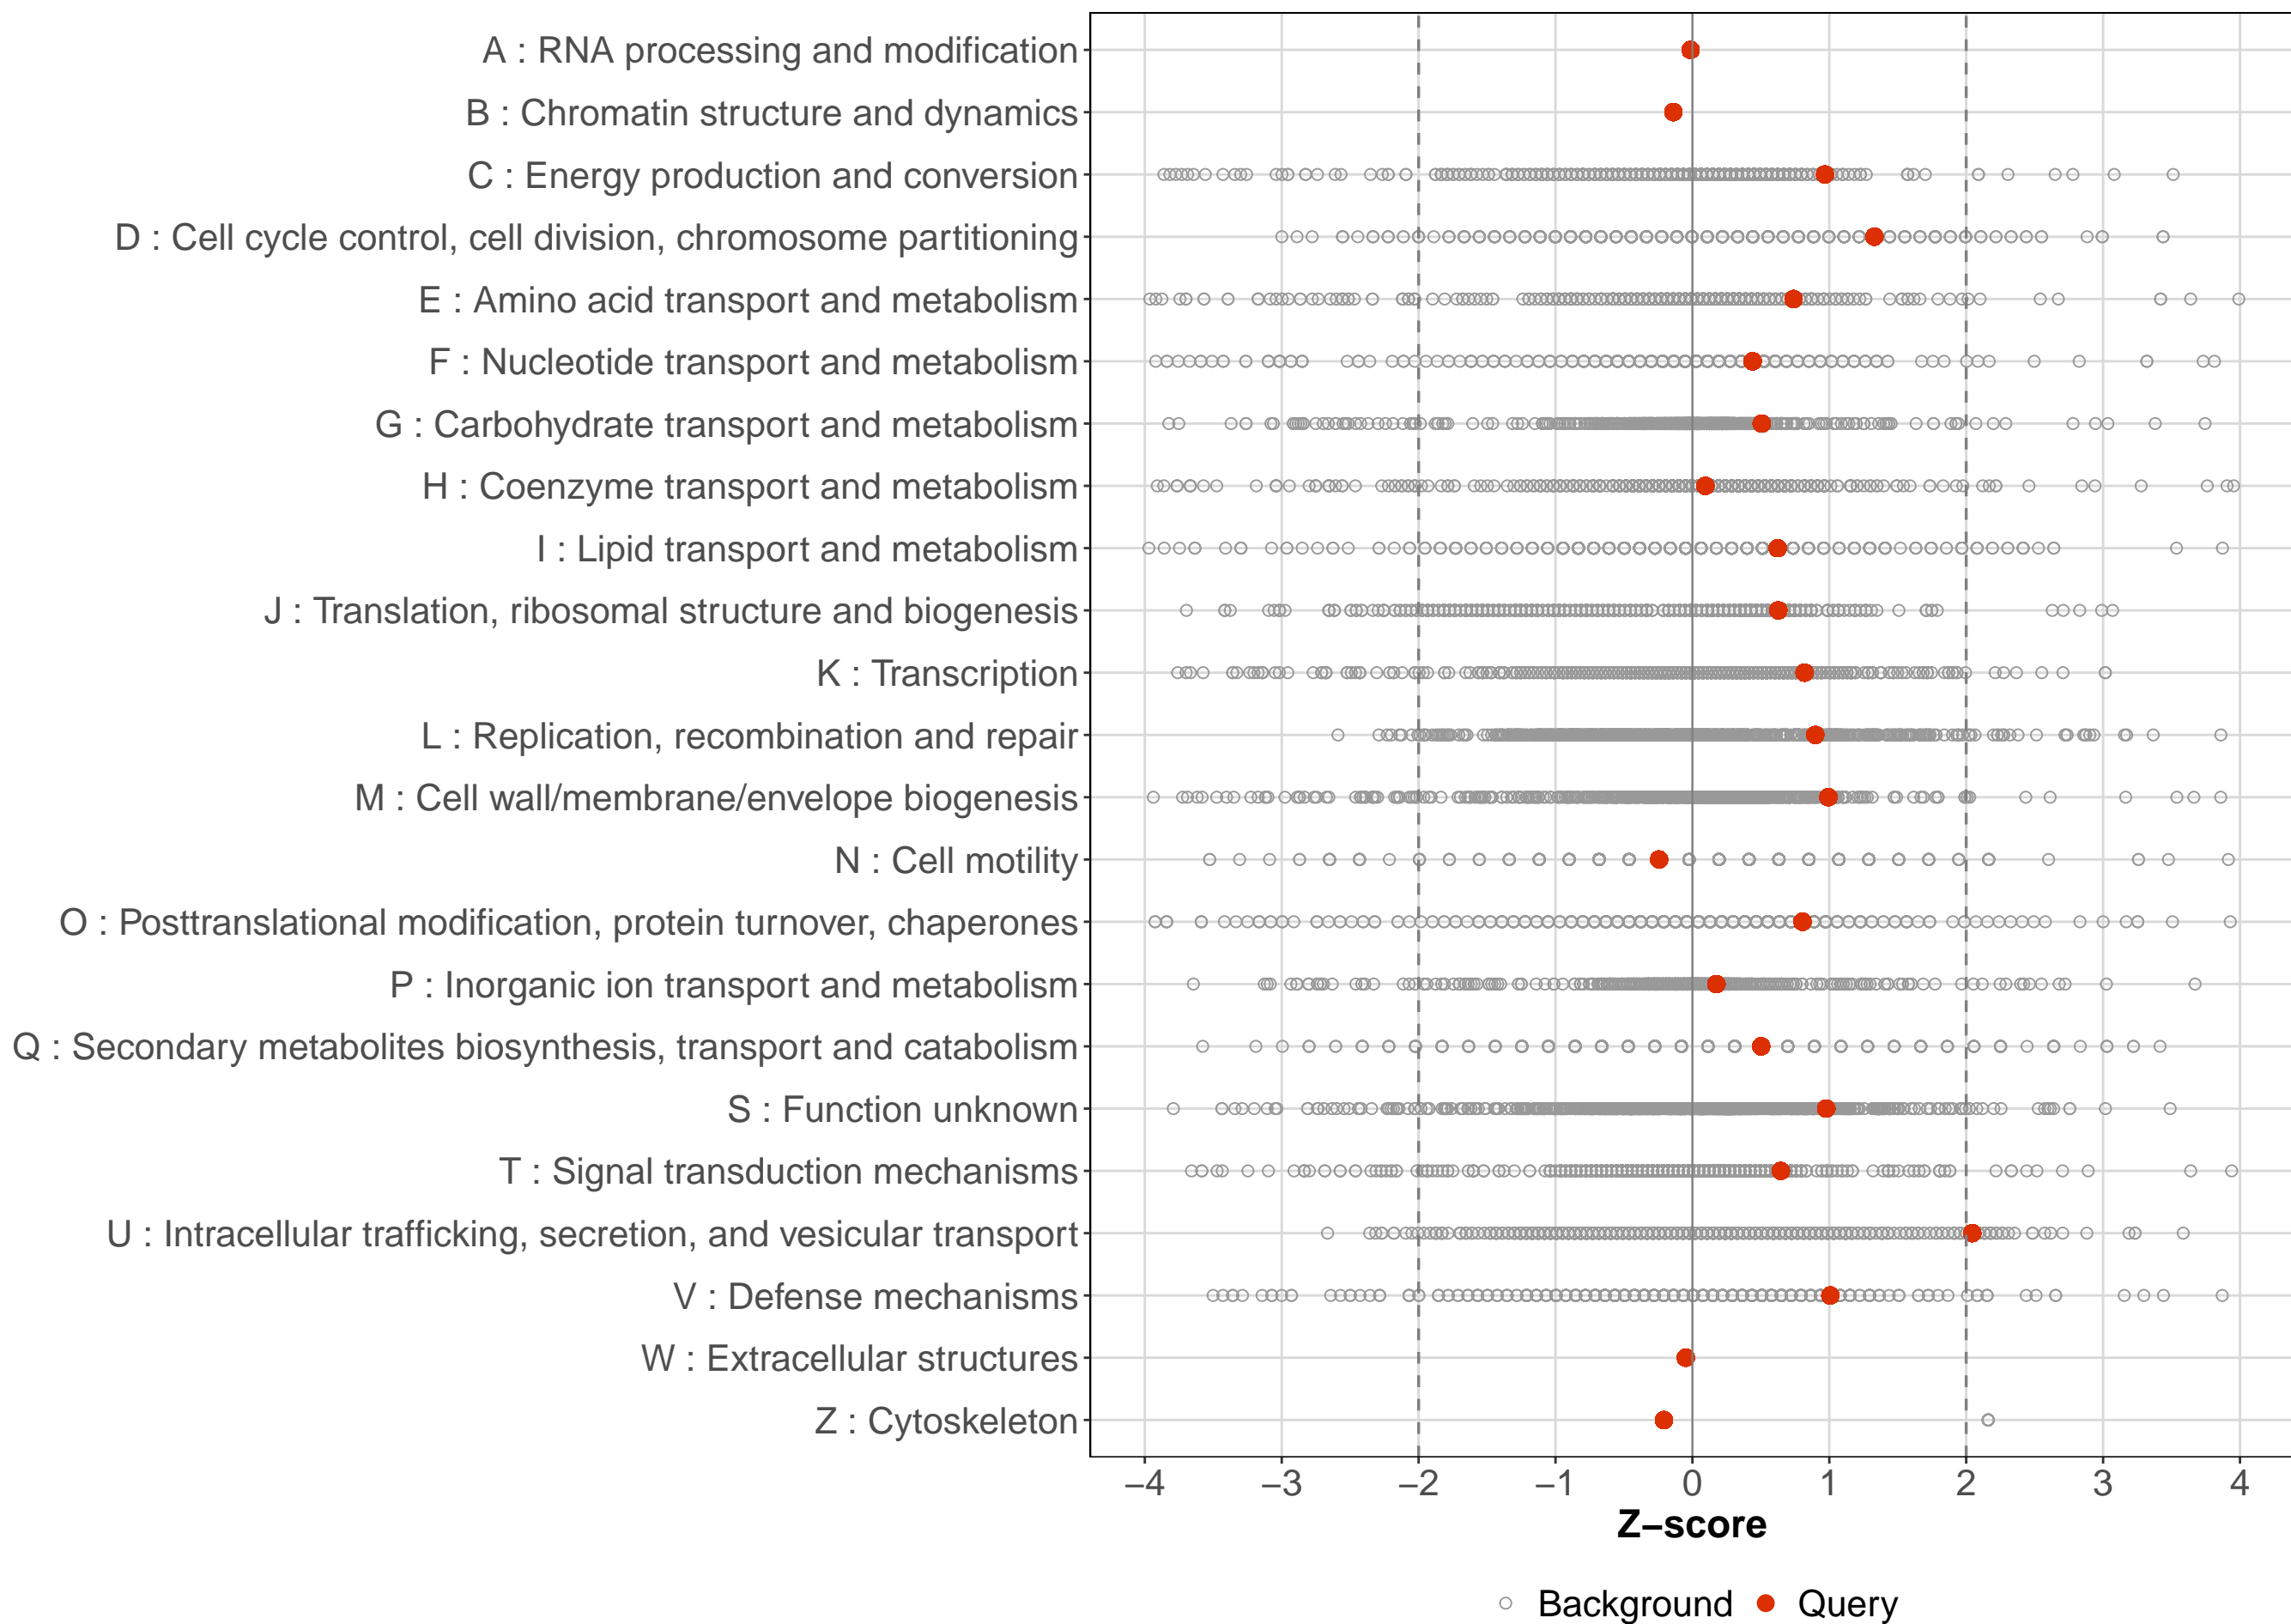 A : RNA processing and modification
B : Chromatin structure and dynamics
C : Energy production and conversion
D : Cell cycle control, cell division, chromosome partitioning
E : Amino acid transport and metabolism
F : Nucleotide transport and metabolism
G : Carbohydrate transport and metabolism
H : Coenzyme transport and metabolism
I : Lipid transport and metabolism
J : Translation, ribosomal structure and biogenesis
K : Transcription
L : Replication, recombination and repair
M : Cell wall/membrane/envelope biogenesis
N : Cell motility
O : Posttranslational modification, protein turnover, chaperones
P : Inorganic ion transport and metabolism
Q : Secondary metabolites biosynthesis, transport and catabolism
S : Function unknown
T : Signal transduction mechanisms
U : Intracellular trafficking, secretion, and vesicular transport
V : Defense mechanisms
W : Extracellular structures
Z : Cytoskeleton
−4 −3 −2 −1 0 1 2 3 4
Z−score
Background Query